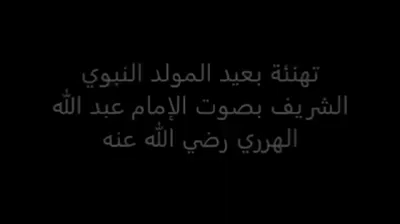 تهنئة بعيد المولد النبوي
الشريف بصوت الإمام عبد الله
الهرري رضي الله عنه